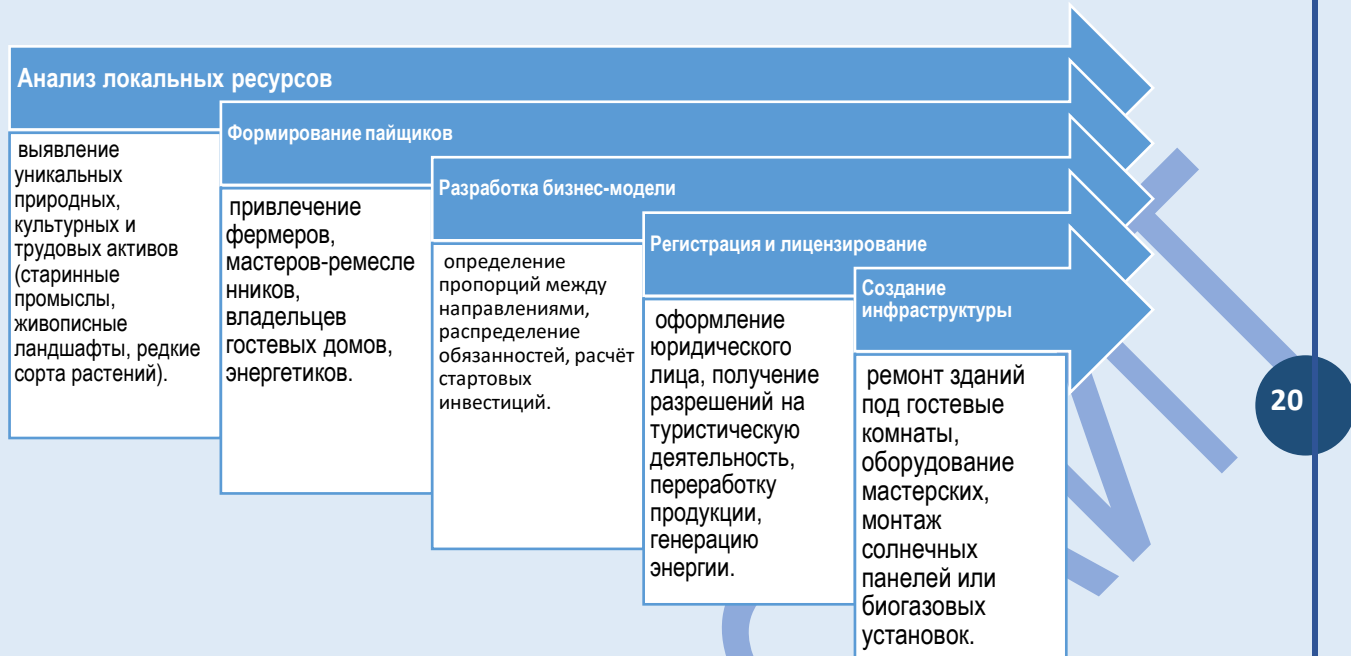 Анализ локальных ресурсов
выявление
уникальных
природных,
культурных и
трудовых активов
(старинные
промыслы,
живописные
ландшафты, редкие
сорта растений).
Формирование пайщиков
привлечение
фермеров,
мастеров-ремесле
нников,
владельцев
гостевых домов,
энергетиков.
Разработка бизнес-модели
определение
пропорций между
направлениями,
распределение
обязанностей, расчёт
стартовых
инвестиций.
Регистрация и лицензирование
оформление
юридического
лица, получение
разрешений на
туристическую
деятельность,
переработку
продукции,
генерацию
энергии.
Создание
инфраструктуры
ремонт зданий
под гостевые
комнаты,
оборудование
мастерских,
монтаж
солнечных
панелей или
биогазовых
установок.
20